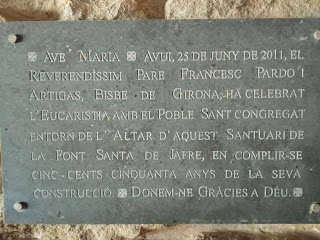 ※ Ave Maria ※ Avui, 25 de juny de 2011, el
Reverendíssim Pare Francesc Pardo i
Artigas, Bisbe de Girona, ha celebrat
l'Eucaristia amb el Poble Sant congregat
entorn de l'Altar d'aquest Santuari de
la Font Santa de Jafre, en complir-se
cinc-cents cinquanta anys de la seva
construcció. ※ Donem-ne Gràcies a Déu. ※